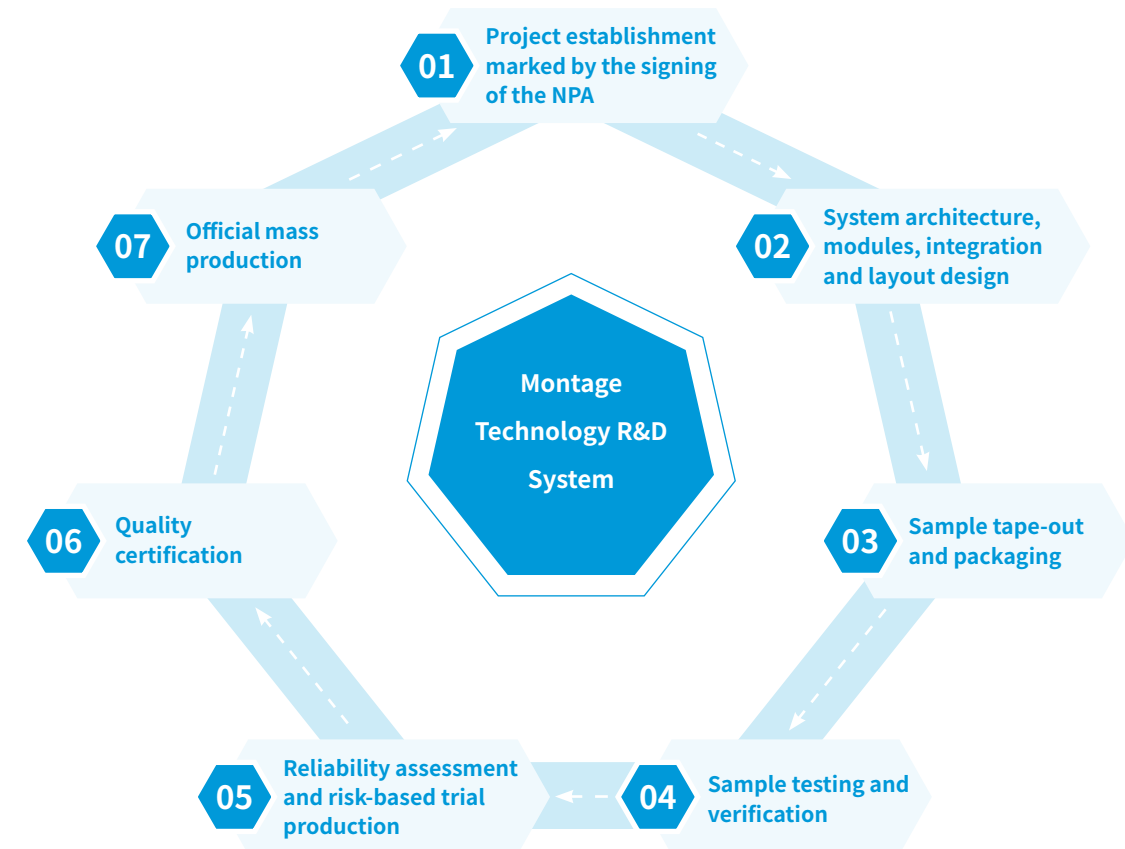 01
Project establishment
marked by the signing
of the NPA
02
System architecture,
modules, integration
and layout design
03
Sample tape-out
and packaging
04
Sample testing and
verification
05
Reliability assessment
and risk-based trial
production
06
Quality
certification
07
Official mass
production
Montage
Technology R&D
System